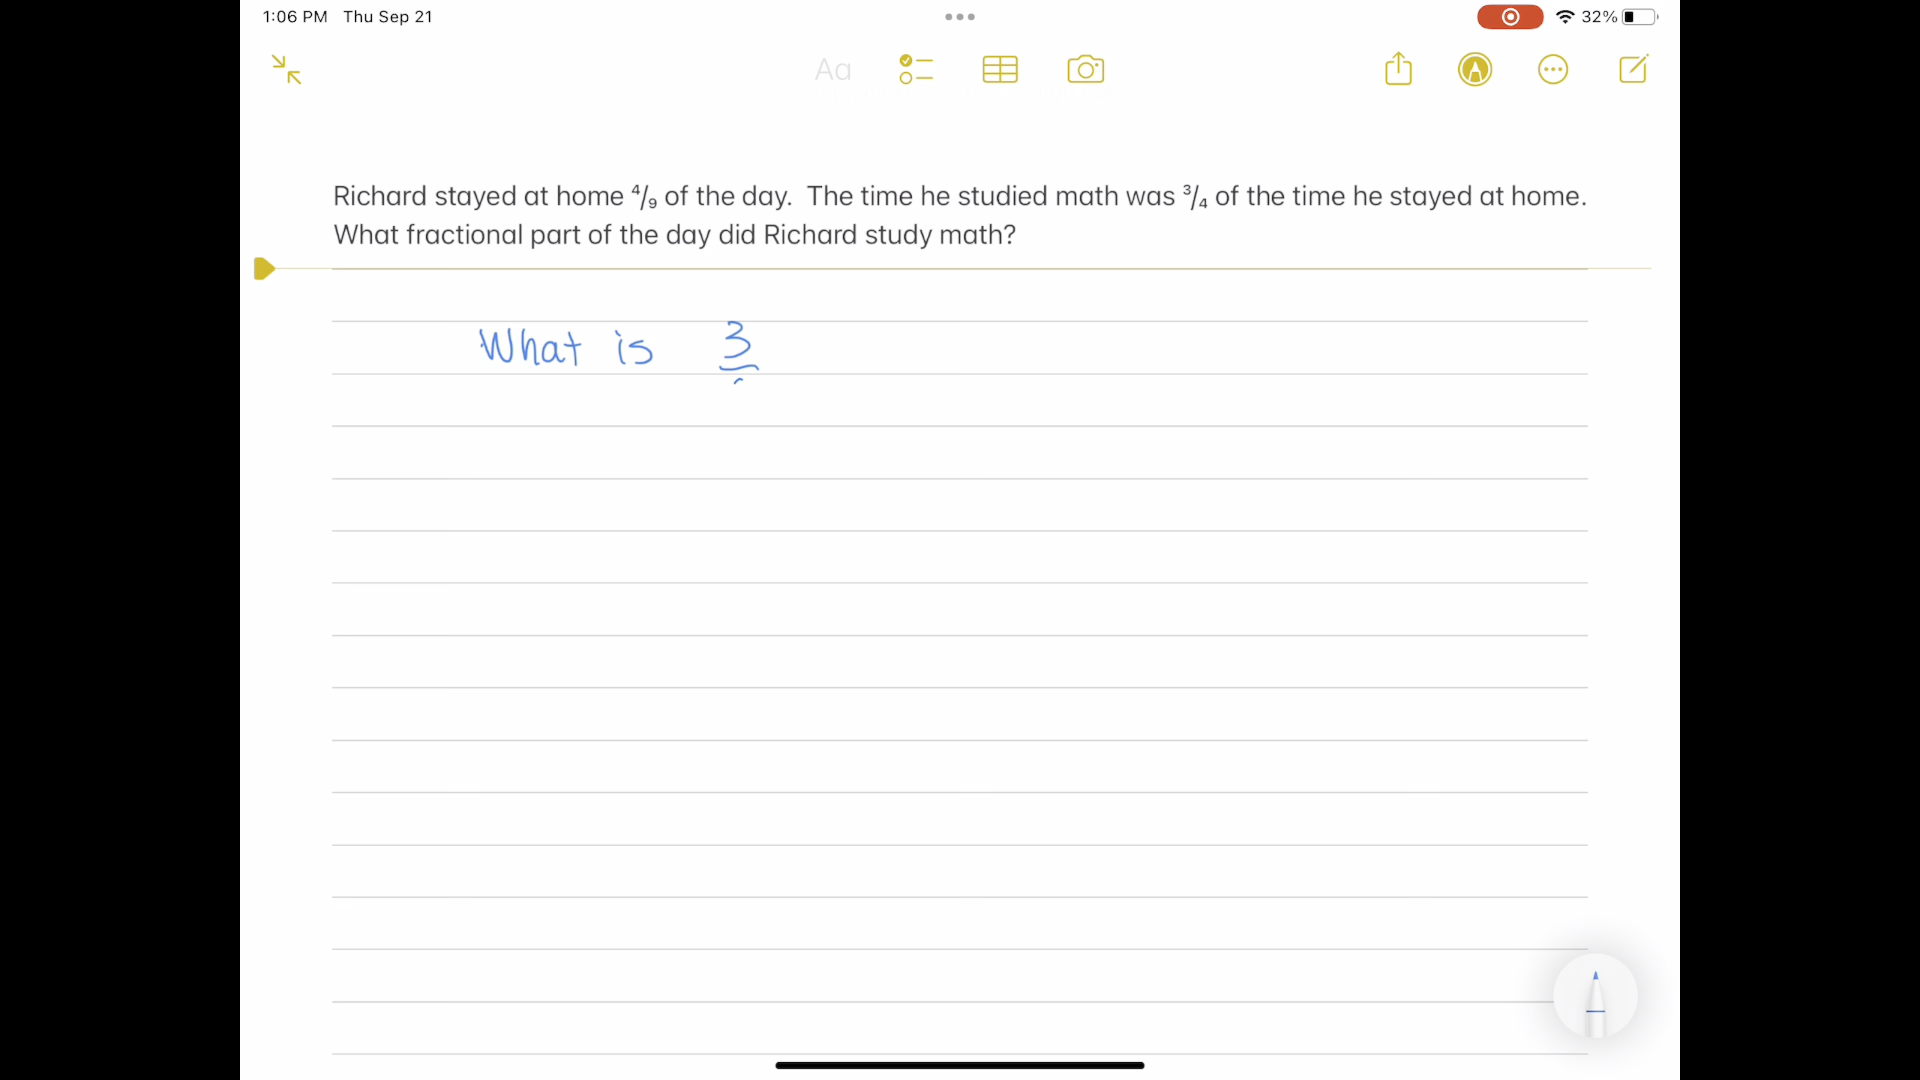 1:06 PM Thu Sep 21
32%
Aa
Richard stayed at home ⁴/₉ of the day. The time he studied math was ³/₄ of the time he stayed at home.
What fractional part of the day did Richard study math?
What is 3